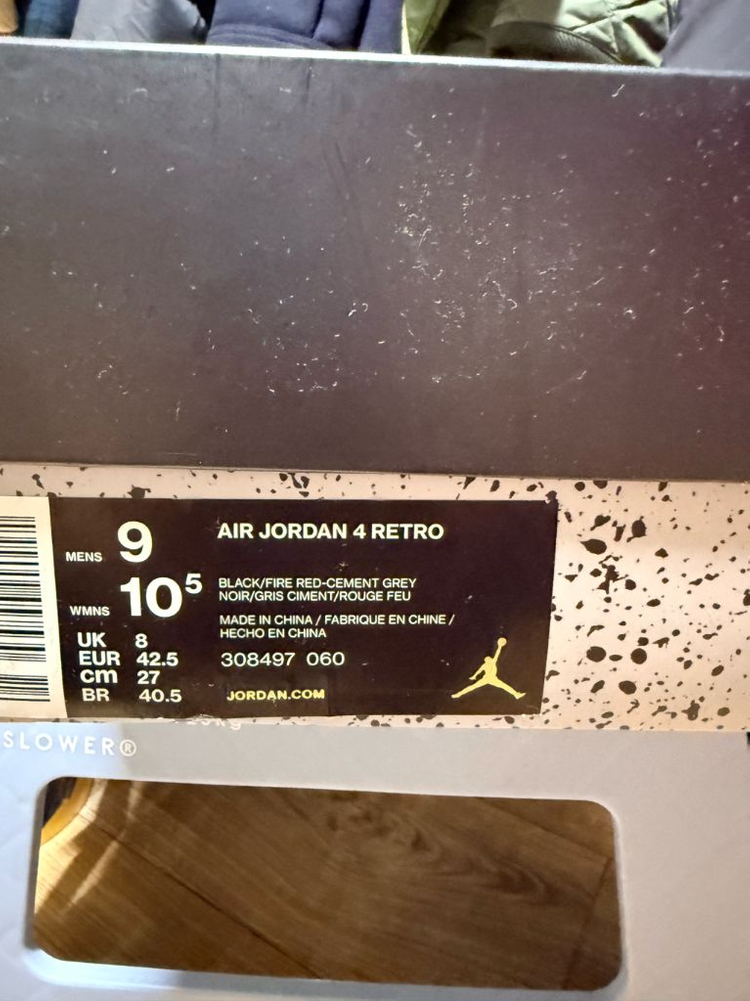 MENS 9
WMNS 10⁵
UK 8
EUR 42.5
cm 27
BR 40.5
AIR JORDAN 4 RETRO
BLACK/FIRE RED-CEMENT GREY
NOIR/GRIS CIMENT/ROUGE FEU
MADE IN CHINA / FABRIQUE EN CHINE /
HECHO EN CHINA
308497 060
JORDAN.COM
SLOWER®